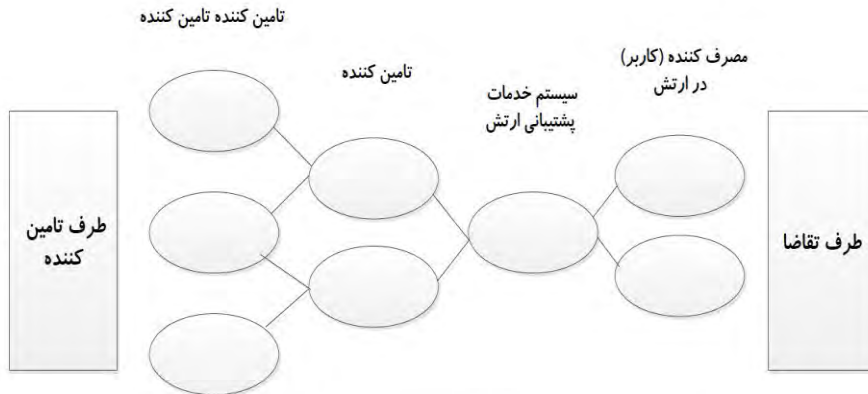 تامین کننده تامین کننده
تامین کننده
سیستم خدمات
پشتیبانی ارتش
مصرف کننده (کاربر)
در ارتش
طرف تامین
کننده
طرف تقاضا